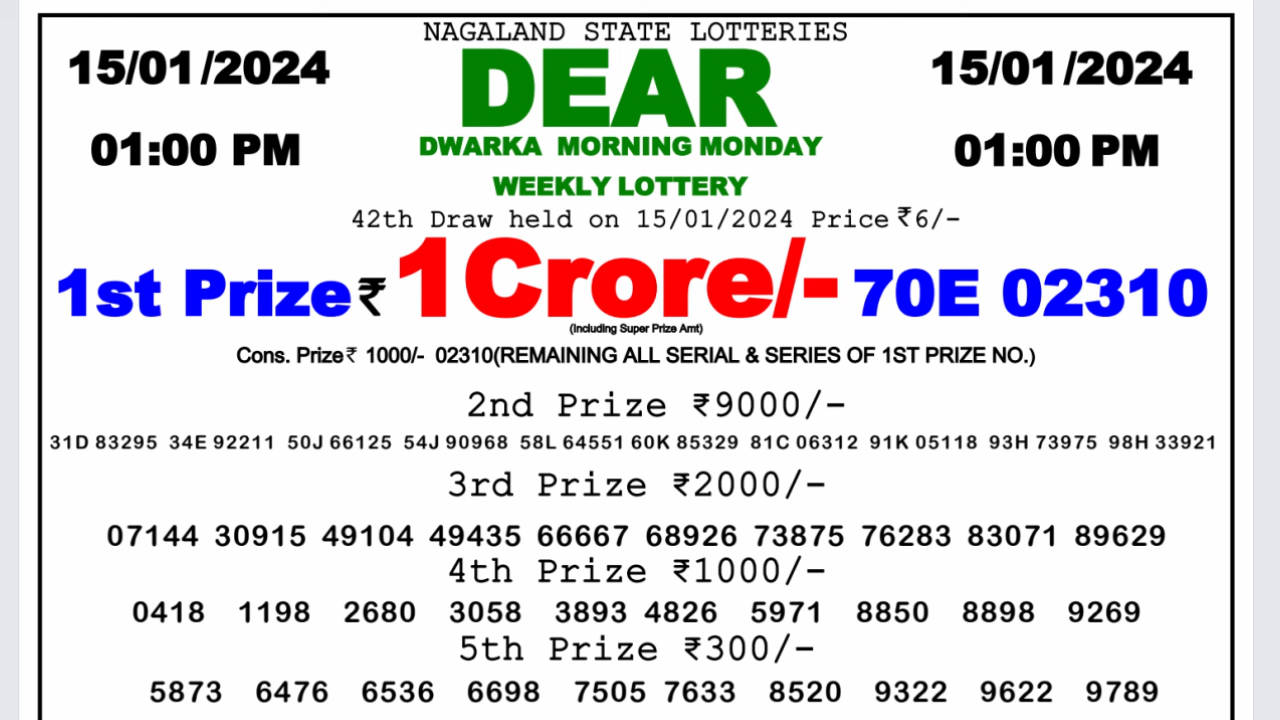 NAGALAND STATE LOTTERIES
15/01/2024 DEAR 15/01/2024
01:00 PM DWARKA MORNING MONDAY 01:00 PM
WEEKLY LOTTERY
42th Draw held on 15/01/2024 Price ₹6/-
1st Prize ₹ 1Crore/- 70E 02310
(Including Super Prize Amt)
Cons. Prize₹ 1000/- 02310(REMAINING ALL SERIAL & SERIES OF 1ST PRIZE NO.)
2nd Prize ₹9000/-
31D 83295 34E 92211 50J 66125 54J 90968 58L 64551 60K 85329 81C 06312 91K 05118 93H 73975 98H 33921
3rd Prize ₹2000/-
07144 30915 49104 49435 66667 68926 73875 76283 83071 89629
4th Prize ₹1000/-
0418 1198 2680 3058 3893 4826 5971 8850 8898 9269
5th Prize ₹300/-
5873 6476 6536 6698 7505 7633 8520 9322 9622 9789